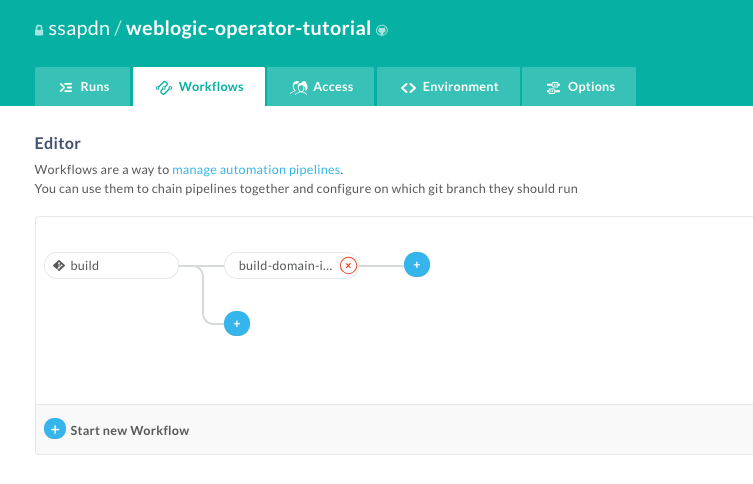 ssapdn / weblogic-operator-tutorial
Runs Workflows Access Environment Options
Editor
Workflows are a way to manage automation pipelines.
You can use them to chain pipelines together and configure on which git branch they should run
build build-domain-i...
Start new Workflow